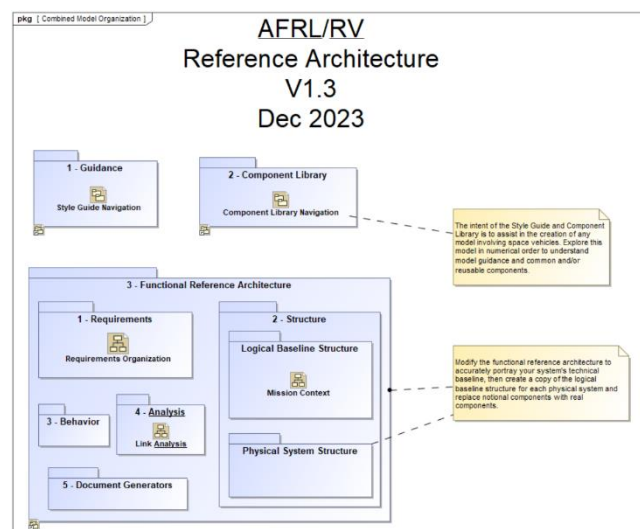 pkg [ Combined Model Organization ]
AFRL/RV
Reference Architecture
V1.3
Dec 2023
1 - Guidance
Style Guide Navigation
2 - Component Library
Component Library Navigation
The intent of the Style Guide and Component
Library is to assist in the creation of any
model involving space vehicles. Explore this
model in numerical order to understand
model guidance and common and/or
reusable components.
3 - Functional Reference Architecture
1 - Requirements
Requirements Organization
2 - Structure
Logical Baseline Structure
Mission Context
3 - Behavior
4 - Analysis
Link Analysis
Physical System Structure
5 - Document Generators
Modify the functional reference architecture to
accurately portray your system's technical
baseline, then create a copy of the logical
baseline structure for each physical system and
replace notional components with real
components.